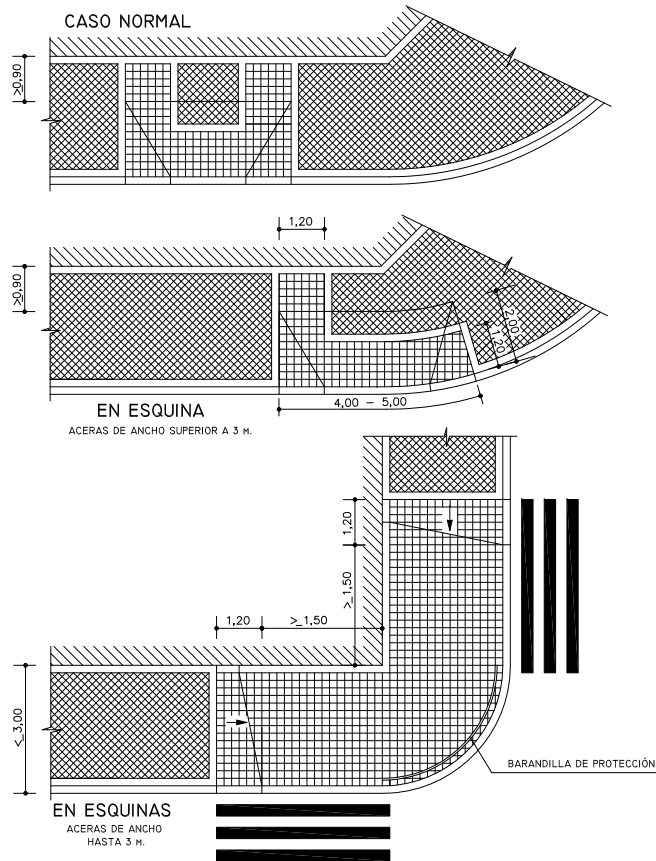 CASO NORMAL
>0,90
1,20
>0,90
2,00
1,20
4,00 - 5,00
EN ESQUINA
ACERAS DE ANCHO SUPERIOR A 3 M.
1,20
>_1,50
1,20
>_1,50
<_3,00
BARANDILLA DE PROTECCIÓN
EN ESQUINAS
ACERAS DE ANCHO
HASTA 3 M.